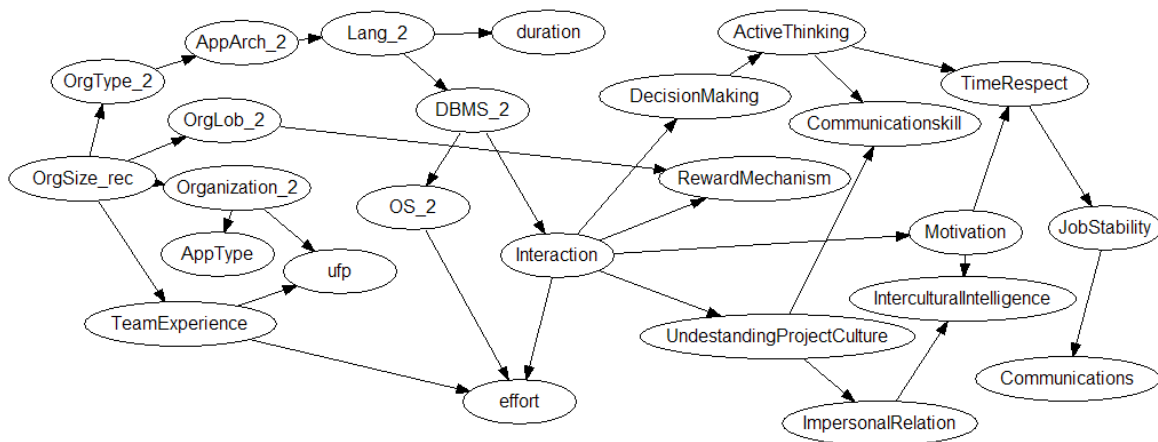 AppArch_2
Lang_2
duration
ActiveThinking
OrgType_2
DecisionMaking
TimeRespect
OrgLob_2
DBMS_2
Communicationskill
OrgSize_rec
Organization_2
OS_2
RewardMechanism
AppType
ufp
Interaction
Motivation
JobStability
InterculturalIntelligence
TeamExperience
UndestandingProjectCulture
Communications
effort
ImpersonalRelation